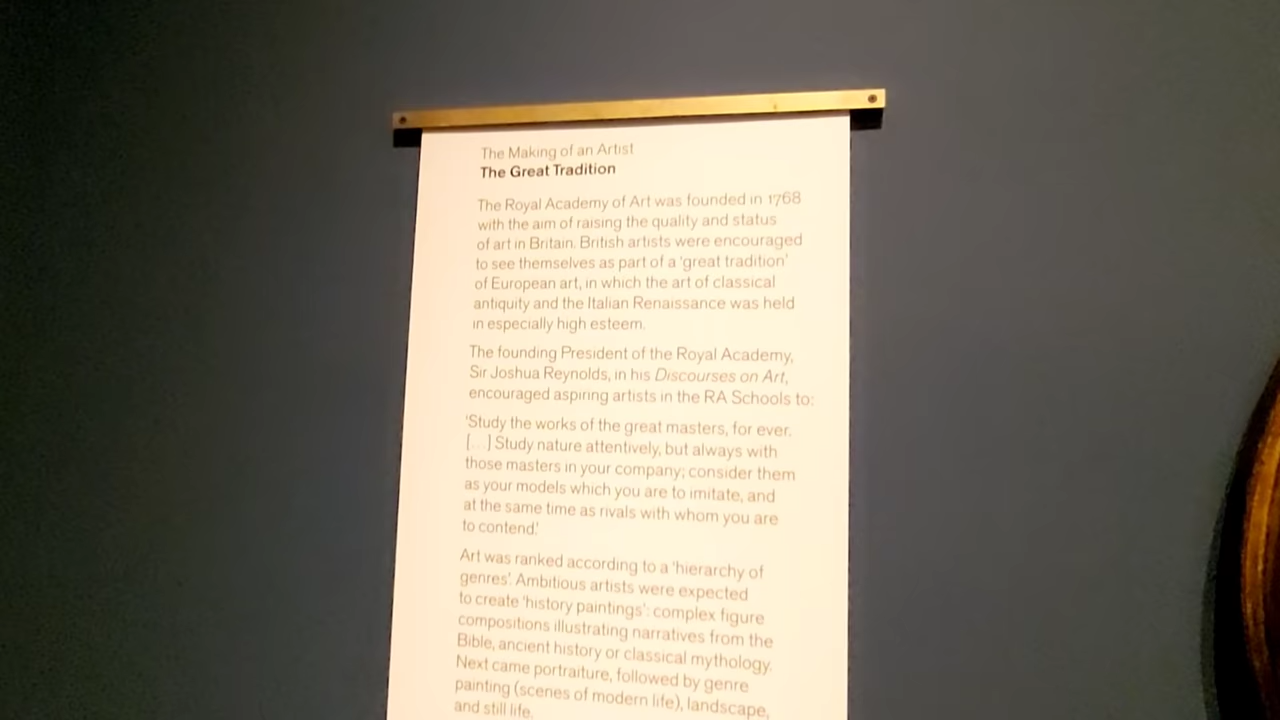 The Making of an Artist
The Great Tradition
The Royal Academy of Art was founded in 1768
with the aim of raising the quality and status
of art in Britain. British artists were encouraged
to see themselves as part of a ‘great tradition’
of European art, in which the art of classical
antiquity and the Italian Renaissance was held
in especially high esteem.
The founding President of the Royal Academy,
Sir Joshua Reynolds, in his Discourses on Art,
encouraged aspiring artists in the RA Schools to:
‘Study the works of the great masters, for ever.
[...] Study nature attentively, but always with
those masters in your company; consider them
as your models which you are to imitate, and
at the same time as rivals with whom you are
to contend.’
Art was ranked according to a ‘hierarchy of
genres’. Ambitious artists were expected
to create ‘history paintings’: complex figure
compositions illustrating narratives from the
Bible, ancient history or classical mythology.
Next came portraiture, followed by genre
painting (scenes of modern life), landscape,
and still life.